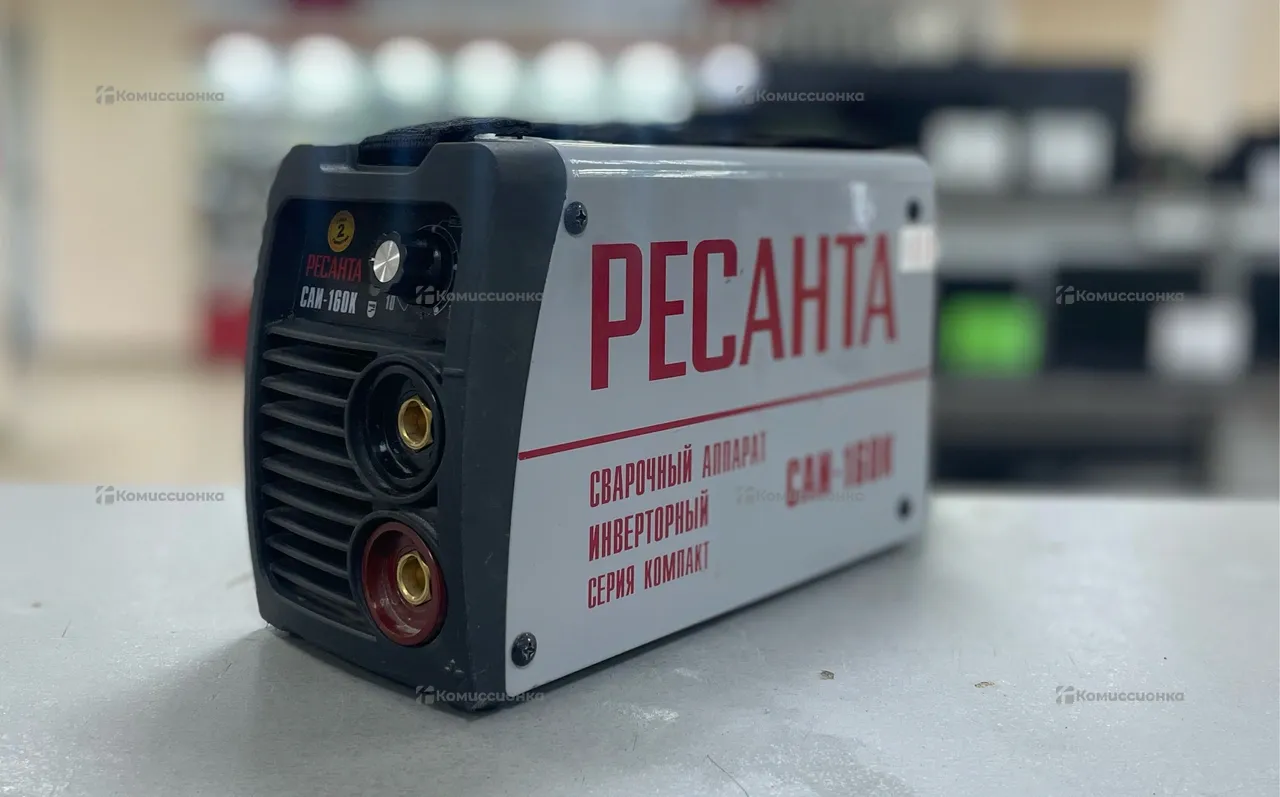 Комиссионка
Комиссионка
2
РЕСАНТА
САИ-160К
10
РЕСАНТА
Комиссионка
Комиссионка
СВАРОЧНЫЙ АППАРАТ
ИНВЕРТОРНЫЙ
СЕРИЯ КОМПАКТ
САИ-160К
Комиссионка
Комиссионка
Комиссионка
Комиссионка